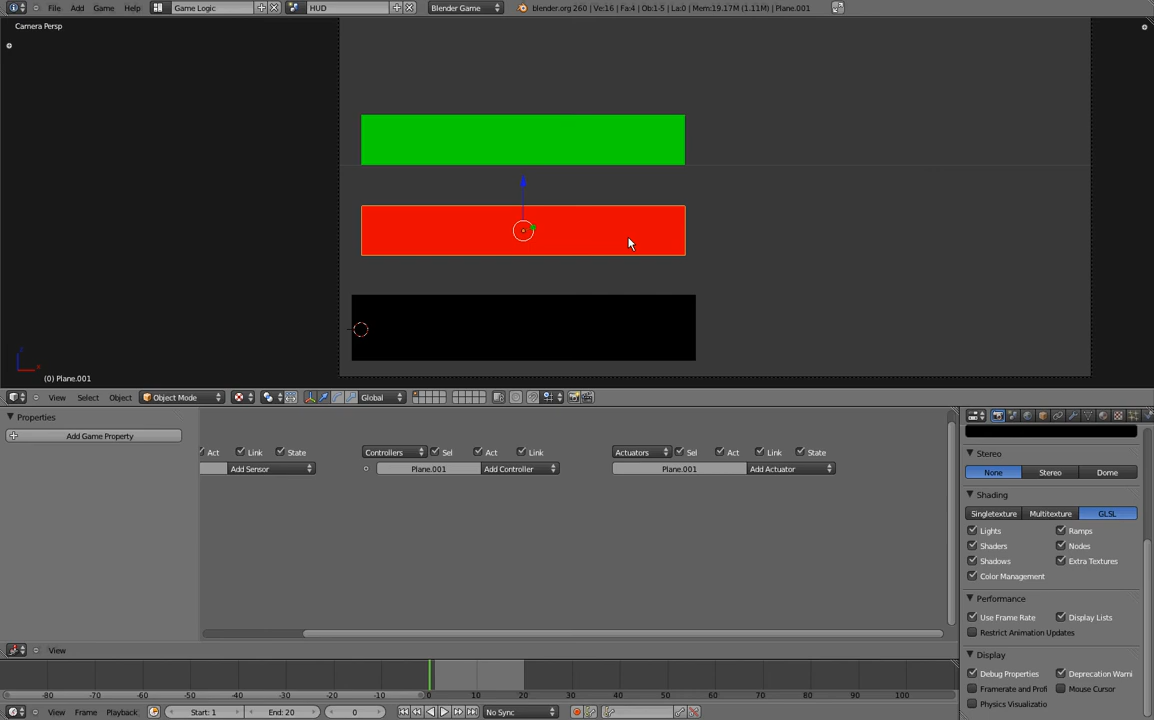 File Add Game Help Game Logic HUD Blender Game blender.org 260 | Ve:16 | Fa:4 | Ob:1-5 | La:0 | Mem:19.17M (1.11M) | Plane.001
Camera Persp
(0) Plane.001
View Select Object Object Mode Global
Properties
Add Game Property
Act Link State Controllers Sel Act Link Actuators Sel Act Link State
Add Sensor Plane.001 Add Controller Plane.001 Add Actuator
Stereo
None Stereo Dome
Shading
Singletexture Multitexture GLSL
Lights Ramps
Shaders Nodes
Shadows Extra Textures
Color Management
Performance
Use Frame Rate Display Lists
Restrict Animation Updates
Display
Debug Properties Deprecation Warni
Framerate and Profi Mouse Cursor
Physics Visualizatio
View
-80 -70 -60 -50 -40 -30 -20 -10 0 10 20 30 40 50 60 70 80 90 100
View Frame Playback Start: 1 End: 20 0 No Sync